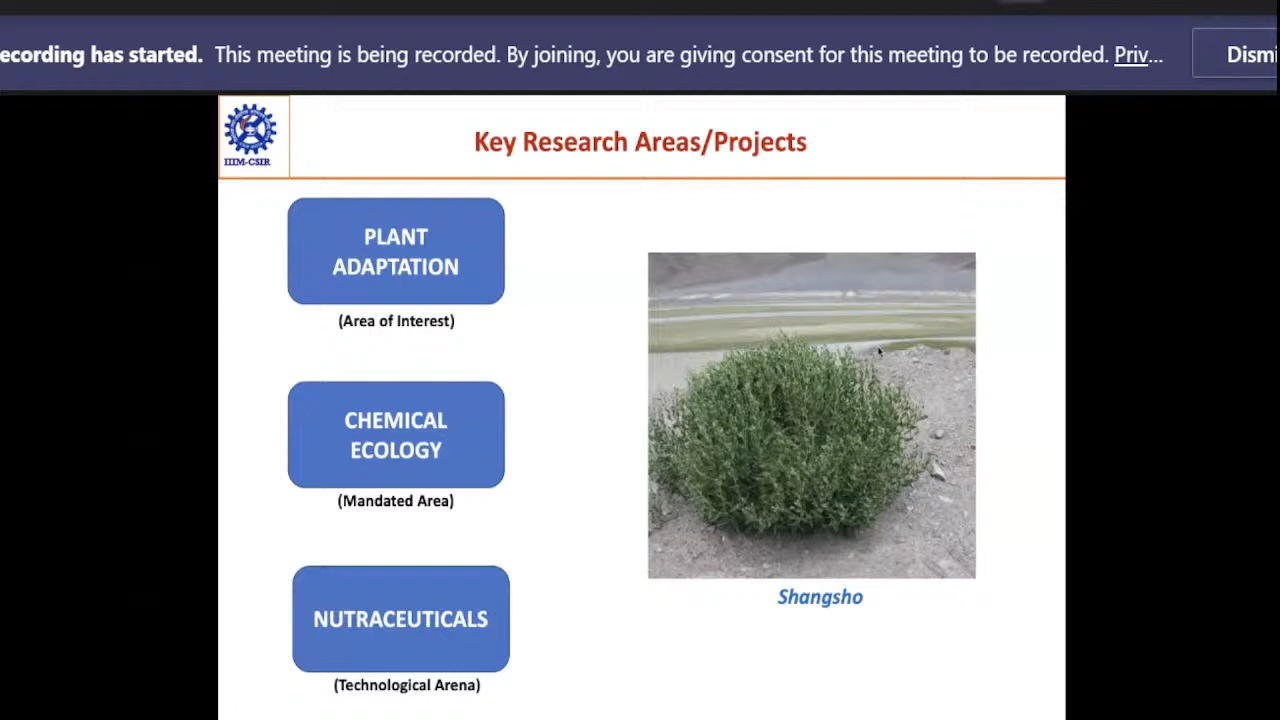 ecording has started. This meeting is being recorded. By joining, you are giving consent for this meeting to be recorded. Priv... Dismi
IIIM-CSIR
Key Research Areas/Projects
PLANT
ADAPTATION
(Area of Interest)
CHEMICAL
ECOLOGY
(Mandated Area)
NUTRACEUTICALS
(Technological Arena)
Shangsho